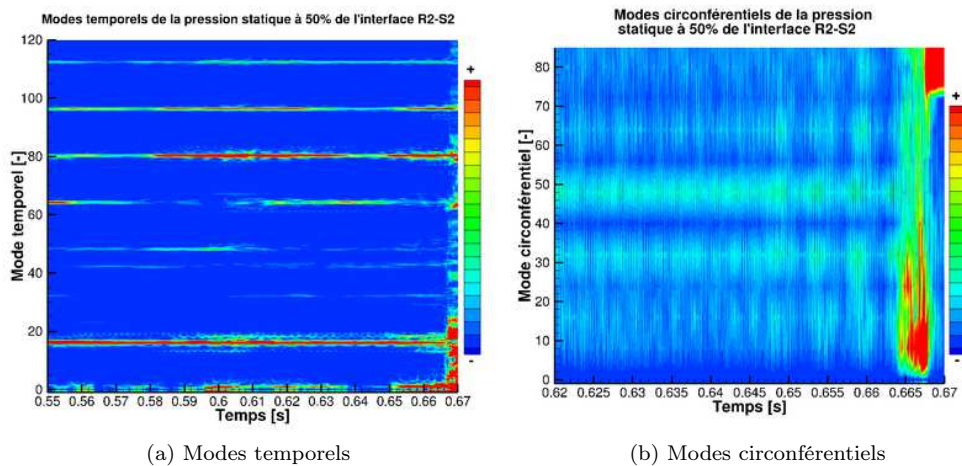 Modes temporels de la pression statique à 50% de l'interface R2-S2
120
100
80
60
40
20
0
Mode temporel [-]
0.55 0.56 0.57 0.58 0.59 0.6 0.61 0.62 0.63 0.64 0.65 0.66 0.67
Temps [s]
+
-
(a) Modes temporels
Modes circonférentiels de la pression
statique à 50% de l'interface R2-S2
80
70
60
50
40
30
20
10
0
Mode circonférentiel [-]
0.62 0.625 0.63 0.635 0.64 0.645 0.65 0.655 0.66 0.665 0.67
Temps [s]
+
-
(b) Modes circonférentiels